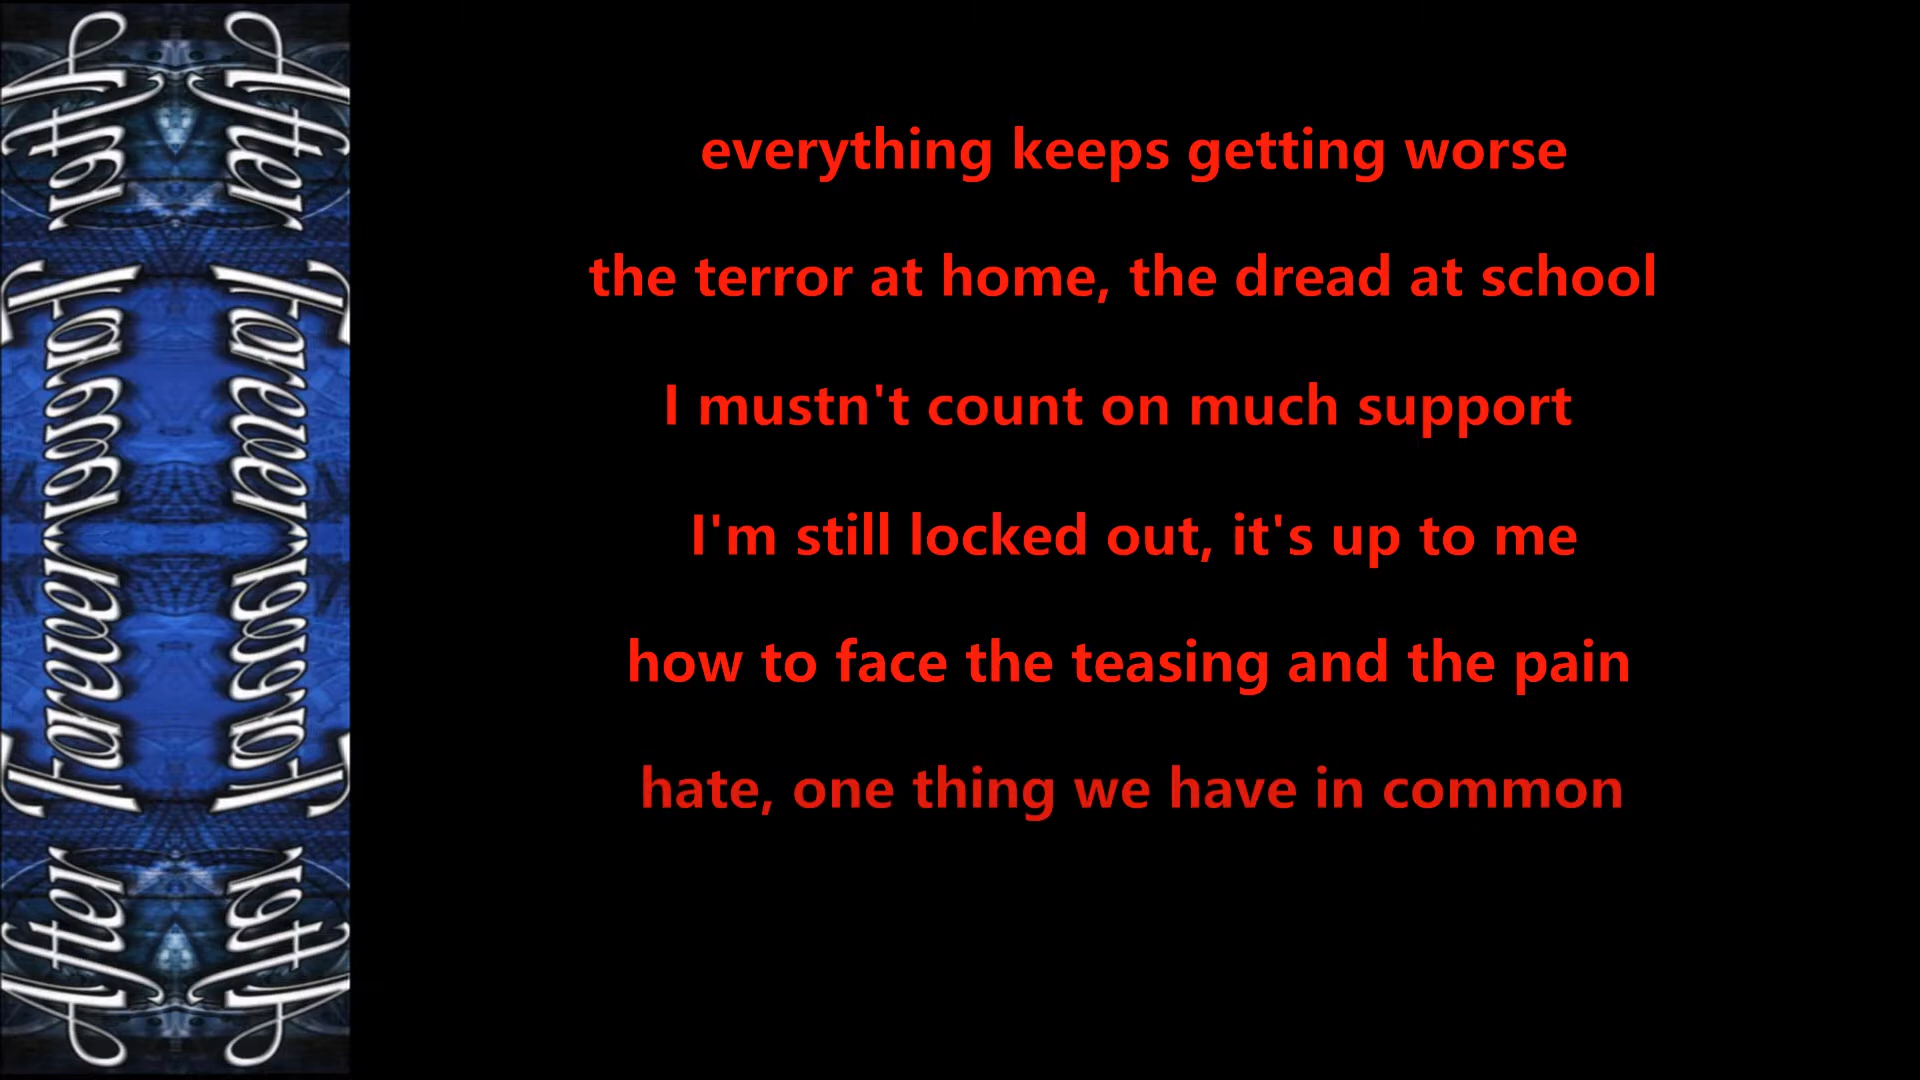 After Forever
everything keeps getting worse
the terror at home, the dread at school
I mustn't count on much support
I'm still locked out, it's up to me
how to face the teasing and the pain
hate, one thing we have in common